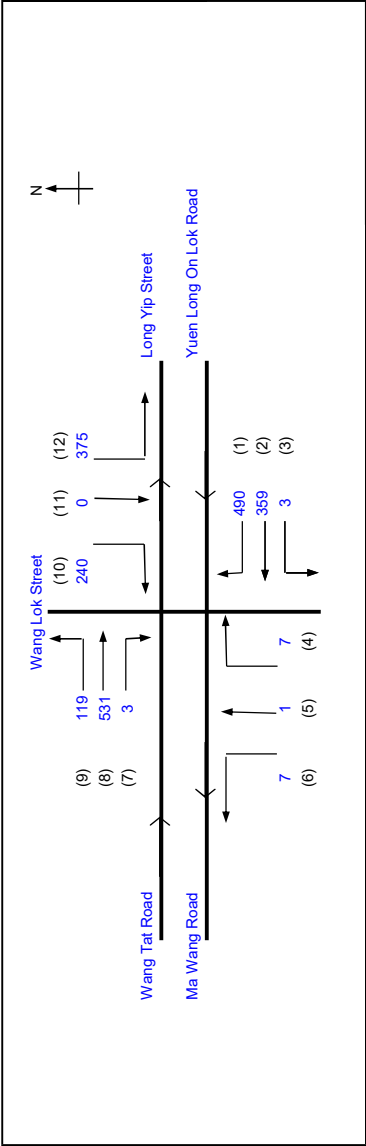 N
Wang Lok Street
(10) (11) (12)
240 0 375
(9) 119
(8) 531
(7) 3
Wang Tat Road
Long Yip Street
Ma Wang Road
Yuen Long On Lok Road
490 (1)
359 (2)
3 (3)
7 1 7
(6) (5) (4)